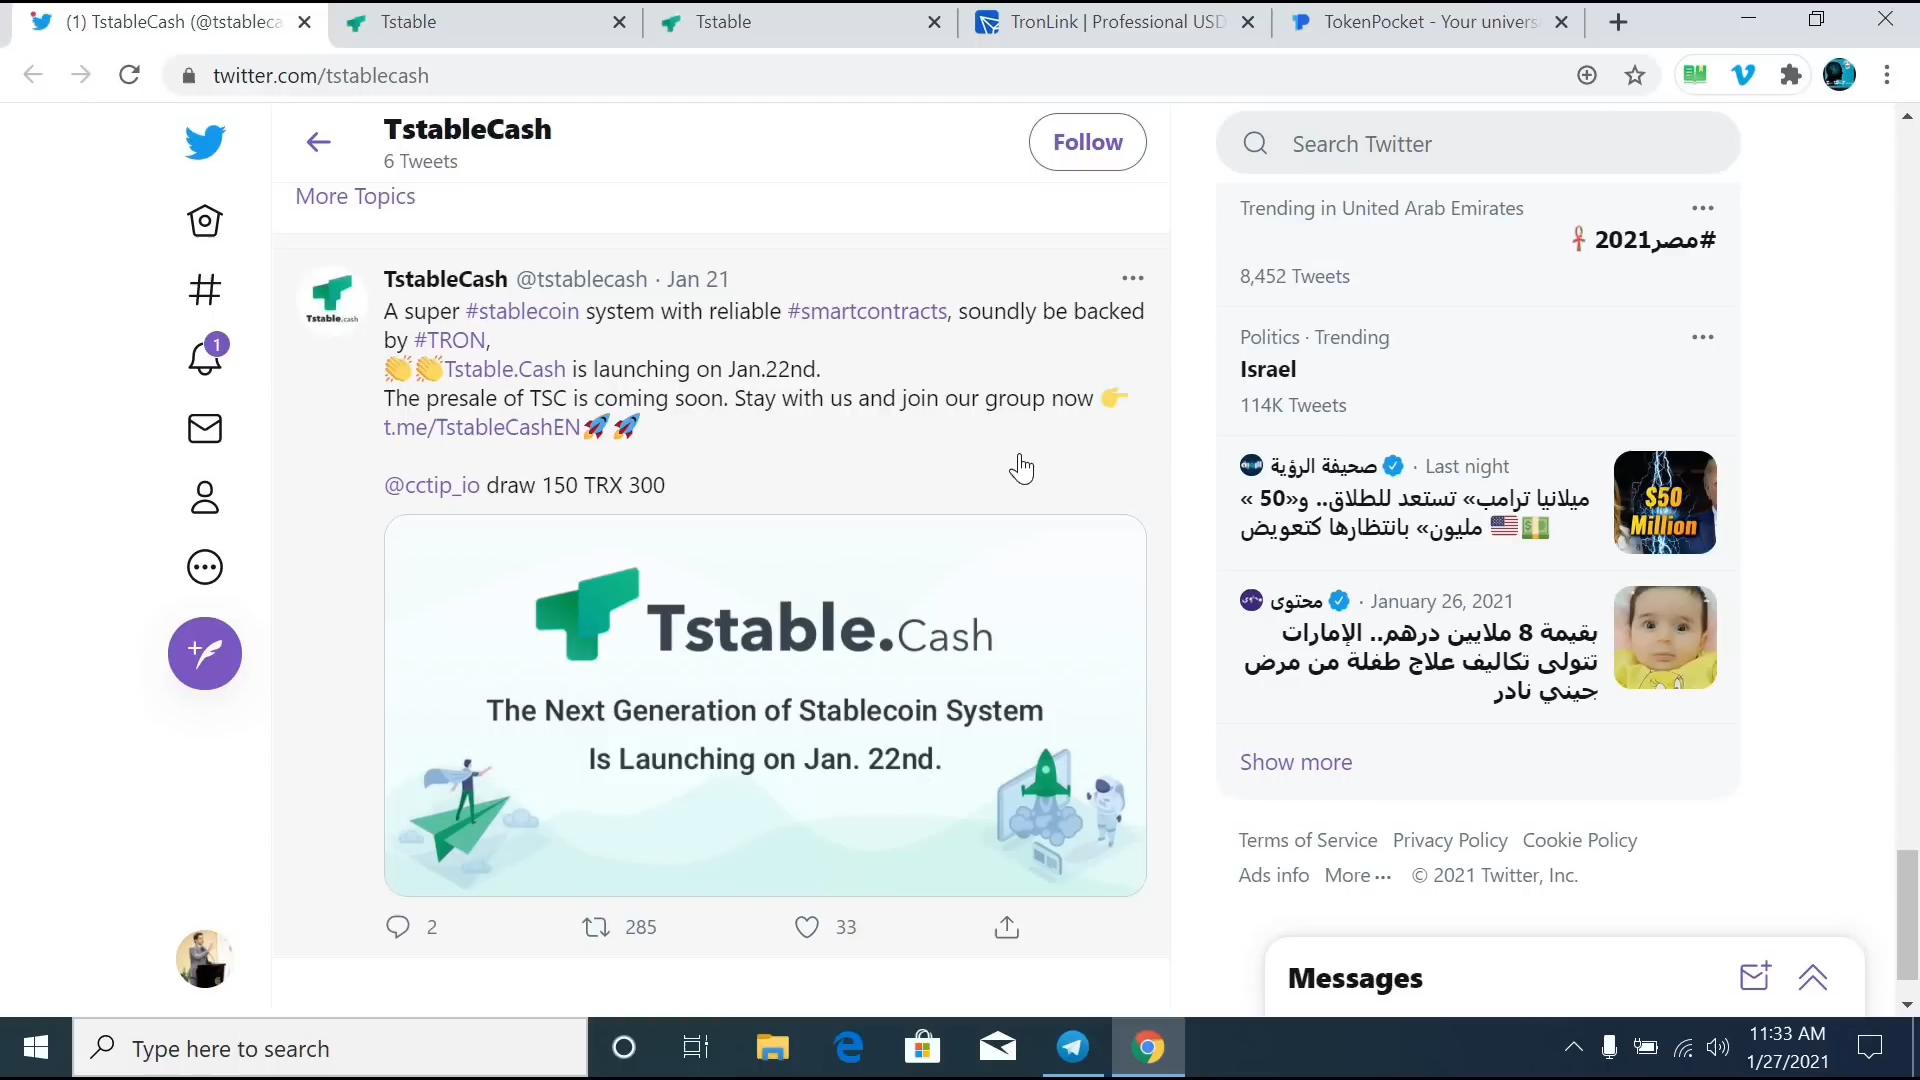 (1) TstableCash (@tstableca
Tstable
Tstable
TronLink | Professional USD
TokenPocket - Your univers
twitter.com/tstablecash
TstableCash
6 Tweets
Follow
More Topics
TstableCash @tstablecash · Jan 21
A super #stablecoin system with reliable #smartcontracts, soundly be backed
by #TRON,
👏👏Tstable.Cash is launching on Jan.22nd.
The presale of TSC is coming soon. Stay with us and join our group now 👉
t.me/TstableCashEN🚀🚀
@cctip_io draw 150 TRX 300
Tstable.cash
Tstable.Cash
The Next Generation of Stablecoin System
Is Launching on Jan. 22nd.
2
285
33
1
Search Twitter
Trending in United Arab Emirates
#مصر2021
8,452 Tweets
Politics · Trending
Israel
114K Tweets
صحيفة الرؤية · Last night
ميلانيا ترامب» تستعد للطلاق.. و«50 »
مليون» بانتظارها كتعويض
$50
Million
محتوى · January 26, 2021
بقيمة 8 ملايين درهم.. الإمارات
تتولى تكاليف علاج طفلة من مرض
جيني نادر
Show more
Terms of Service Privacy Policy Cookie Policy
Ads info More ··· © 2021 Twitter, Inc.
Messages
Type here to search
11:33 AM
1/27/2021